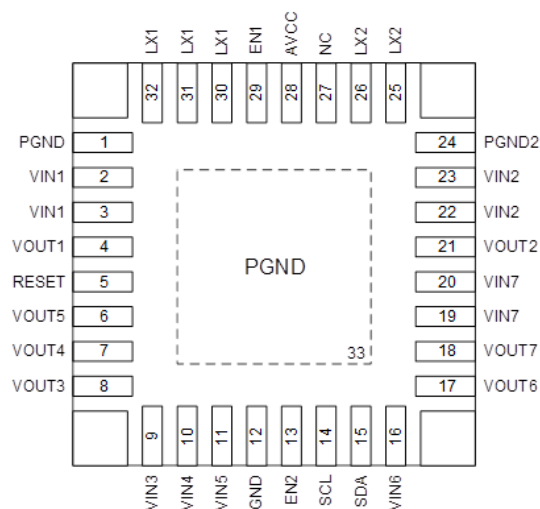 LX1 LX1 LX1 EN1 AVCC NC LX2 LX2
32 31 30 29 28 27 26 25
PGND 1 24 PGND2
VIN1 2 23 VIN2
VIN1 3 22 VIN2
VOUT1 4 21 VOUT2
PGND
RESET 5 20 VIN7
VOUT5 6 19 VIN7
VOUT4 7 33 18 VOUT7
VOUT3 8 17 VOUT6
9 10 11 12 13 14 15 16
VIN3 VIN4 VIN5 GND EN2 SCL SDA VIN6